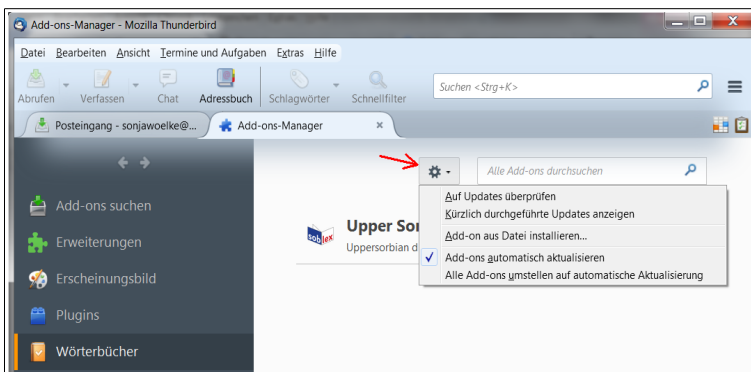 Add-ons-Manager - Mozilla Thunderbird
Datei Bearbeiten Ansicht Termine und Aufgaben Extras Hilfe
Abrufen Verfassen Chat Adressbuch Schlagwörter Schnellfilter Suchen <Strg+K>
Posteingang - sonjawoelke@... Add-ons-Manager
Alle Add-ons durchsuchen
Add-ons suchen
Erweiterungen
Erscheinungsbild
Plugins
Wörterbücher
soblex
Upper Sor
Uppersorbian d
Auf Updates überprüfen
Kürzlich durchgeführte Updates anzeigen
Add-on aus Datei installieren...
Add-ons automatisch aktualisieren
Alle Add-ons umstellen auf automatische Aktualisierung